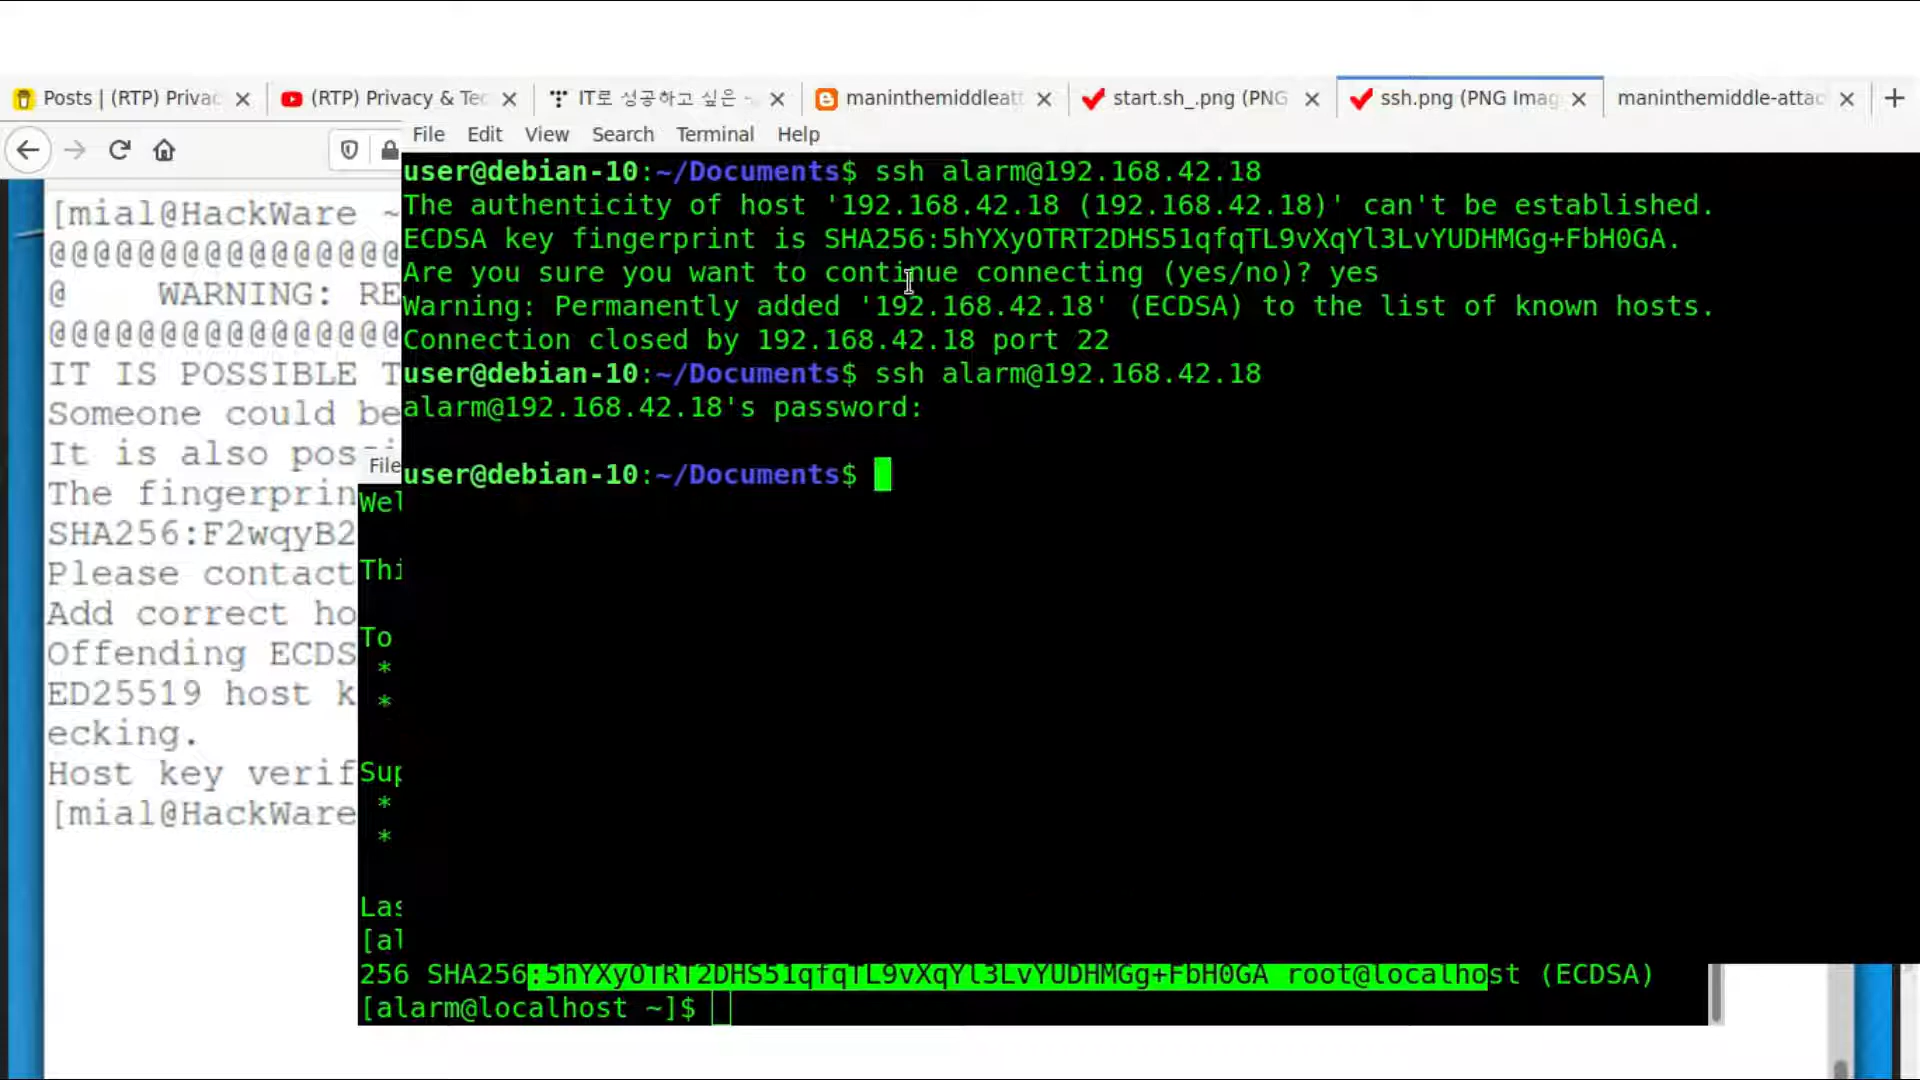 Posts | (RTP) Privac
(RTP) Privacy & Tec
IT로 성공하고 싶은 -
maninthemiddleatt
start.sh_.png (PNG
ssh.png (PNG Imag
maninthemiddle-attac
File Edit View Search Terminal Help
user@debian-10:~/Documents$ ssh alarm@192.168.42.18
The authenticity of host '192.168.42.18 (192.168.42.18)' can't be established.
ECDSA key fingerprint is SHA256:5hYXyOTRT2DHS51qfqTL9vXqYl3LvYUDHMGg+FbH0GA.
Are you sure you want to continue connecting (yes/no)? yes
Warning: Permanently added '192.168.42.18' (ECDSA) to the list of known hosts.
Connection closed by 192.168.42.18 port 22
user@debian-10:~/Documents$ ssh alarm@192.168.42.18
alarm@192.168.42.18's password:
user@debian-10:~/Documents$
[mial@HackWare ~
@@@@@@@@@@@@@@@@
@ WARNING: RE
@@@@@@@@@@@@@@@@
IT IS POSSIBLE T
Someone could be
It is also possi
The fingerprin
SHA256:F2wqyB2
Please contact
Add correct ho
Offending ECDS
ED25519 host k
ecking.
Host key verif
[mial@HackWare
File
Wel
Thi
To
*
*
Sup
*
*
Las
[al
256 SHA256:5hYXyOTRT2DHS51qfqTL9vXqYl3LvYUDHMGg+FbH0GA root@localhost (ECDSA)
[alarm@localhost ~]$